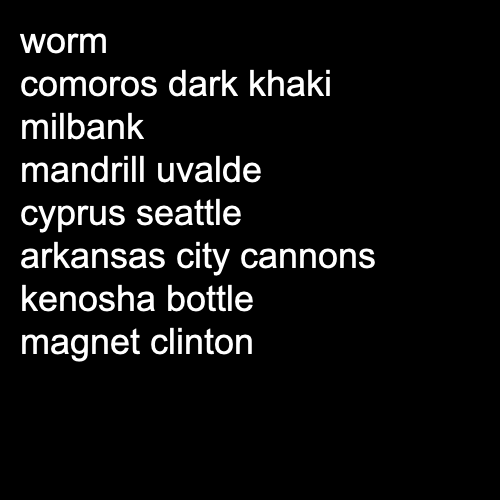 worm
comoros dark khaki
milbank
mandrill uvalde
cyprus seattle
arkansas city cannons
kenosha bottle
magnet clinton